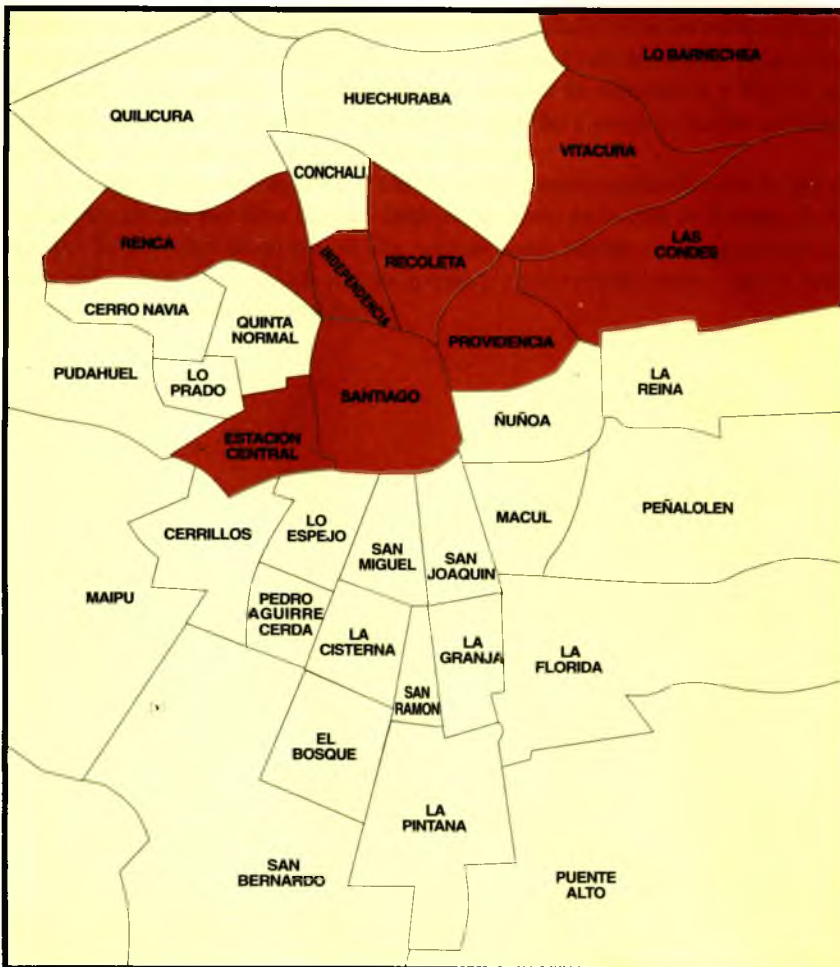 LO BARNECHEA
HUECHURABA
QUILICURA
VITACURA
CONCHALI
RENCA
INDEPENDENCIA
RECOLETA
LAS
CONDES
CERRO NAVIA
QUINTA
NORMAL
PROVIDENCIA
PUDAHUEL
LO
PRADO
SANTIAGO
LA
REINA
ÑUÑOA
ESTACION
CENTRAL
CERRILLOS
LO
ESPEJO
MACUL
PEÑALOLEN
SAN
MIGUEL
SAN
JOAQUIN
MAIPU
PEDRO
AGUIRRE
CERDA
LA
CISTERNA
LA
GRANJA
LA
FLORIDA
SAN
RAMON
EL
BOSQUE
LA
PINTANA
SAN
BERNARDO
PUENTE
ALTO